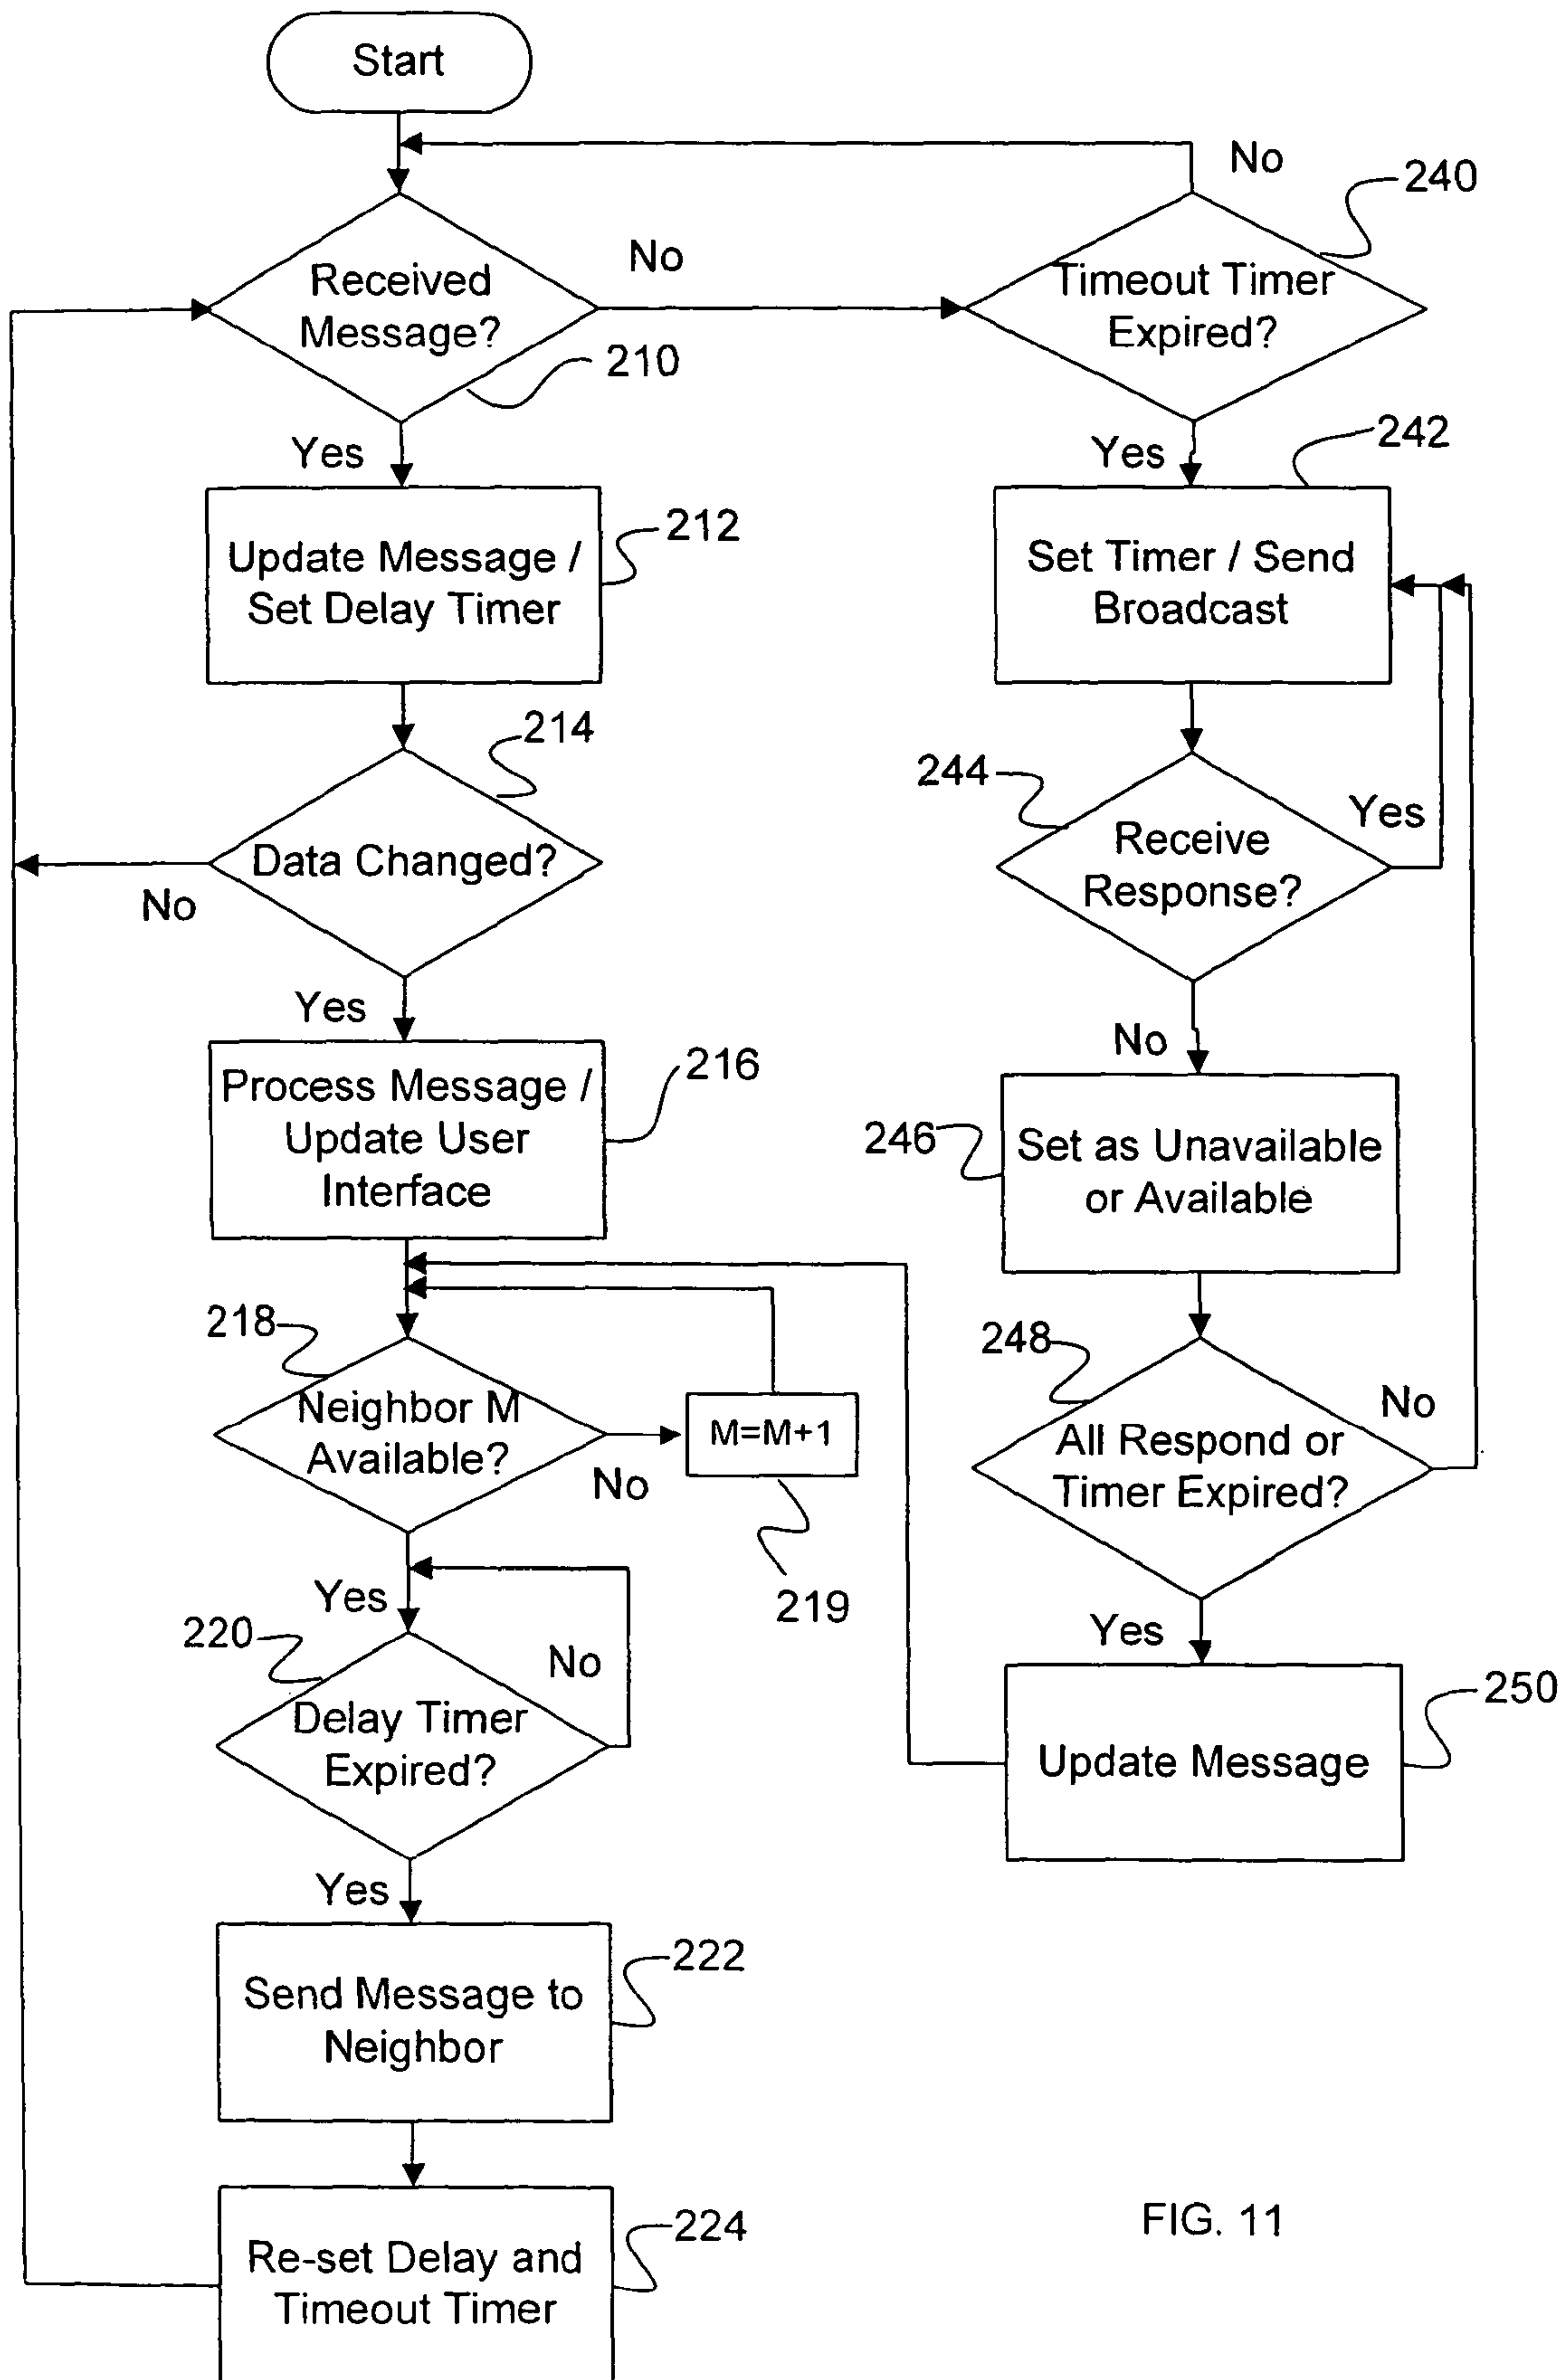 Start
No
240
Received
Message?
No
Timeout Timer
Expired?
210
Yes
Yes
242
212
Update Message /
Set Delay Timer
Set Timer / Send
Broadcast
214
244
Yes
Data Changed?
Receive
Response?
No
Yes
No
216
Process Message /
Update User
Interface
246
Set as Unavailable
or Available
218
248
No
Neighbor M
Available?
M=M+1
All Respond or
Timer Expired?
No
Yes
219
220
No
Yes
Delay Timer
Expired?
250
Update Message
Yes
222
Send Message to
Neighbor
224
Re-set Delay and
Timeout Timer
FIG. 11